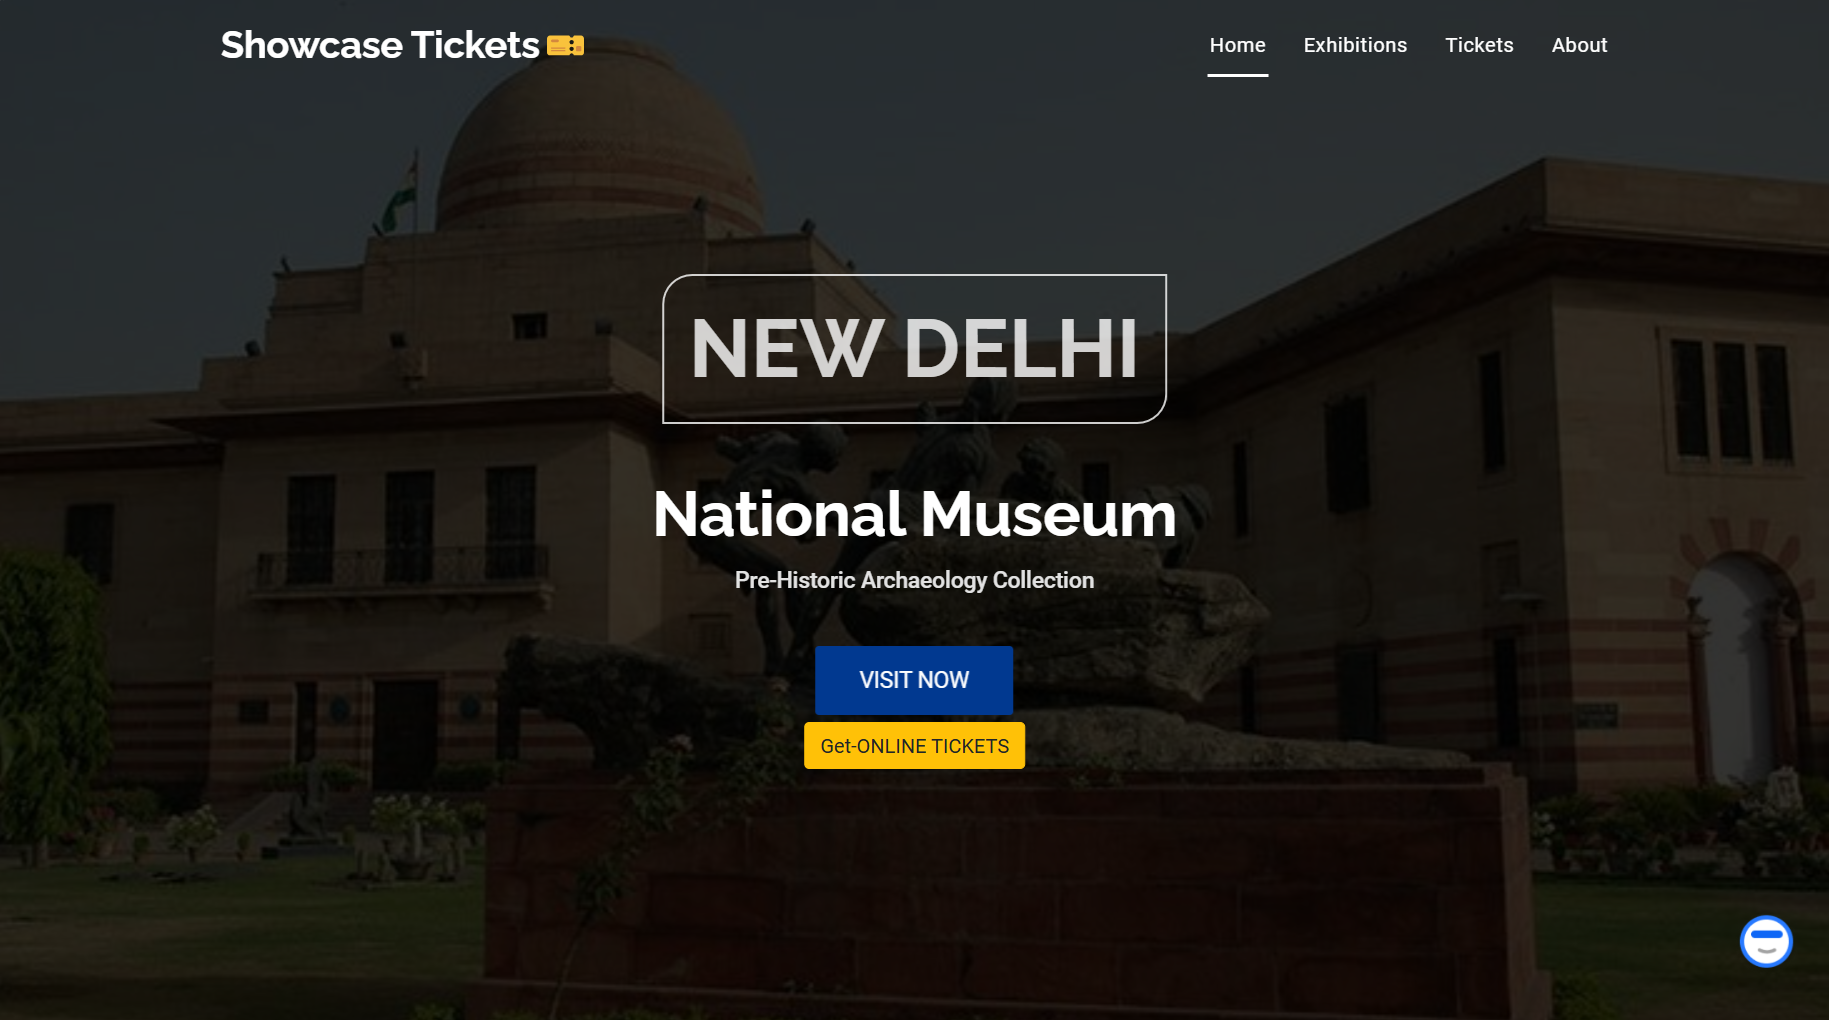 Showcase Tickets
Home Exhibitions Tickets About
NEW DELHI
National Museum
Pre-Historic Archaeology Collection
VISIT NOW
Get-ONLINE TICKETS